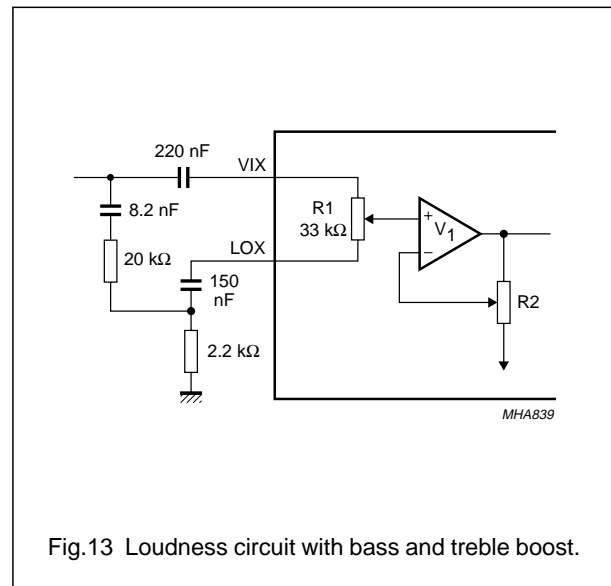 220 nF
VIX
8.2 nF
R1
33 kΩ
+
V1
−
20 kΩ
LOX
150
nF
R2
2.2 kΩ
MHA839
Fig.13 Loudness circuit with bass and treble boost.